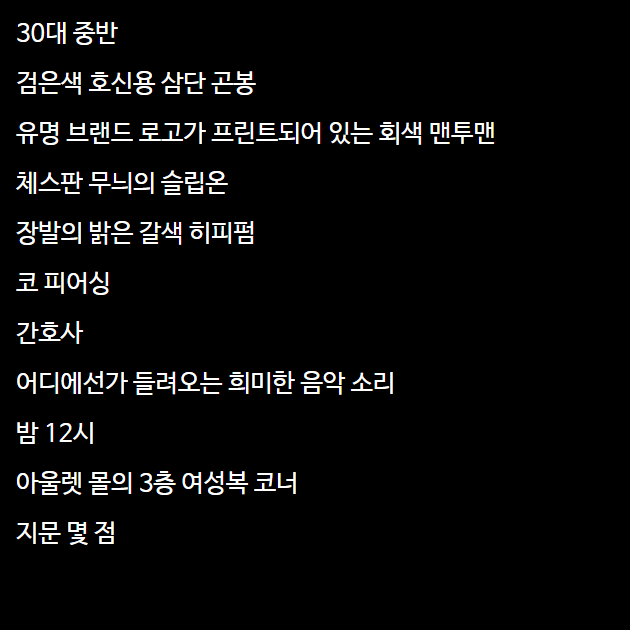 30대 중반
검은색 호신용 삼단 곤봉
유명 브랜드 로고가 프린트되어 있는 회색 맨투맨
체스판 무늬의 슬립온
장발의 밝은 갈색 히피펌
코 피어싱
간호사
어디에선가 들려오는 희미한 음악 소리
밤 12시
아울렛 몰의 3층 여성복 코너
지문 몇 점